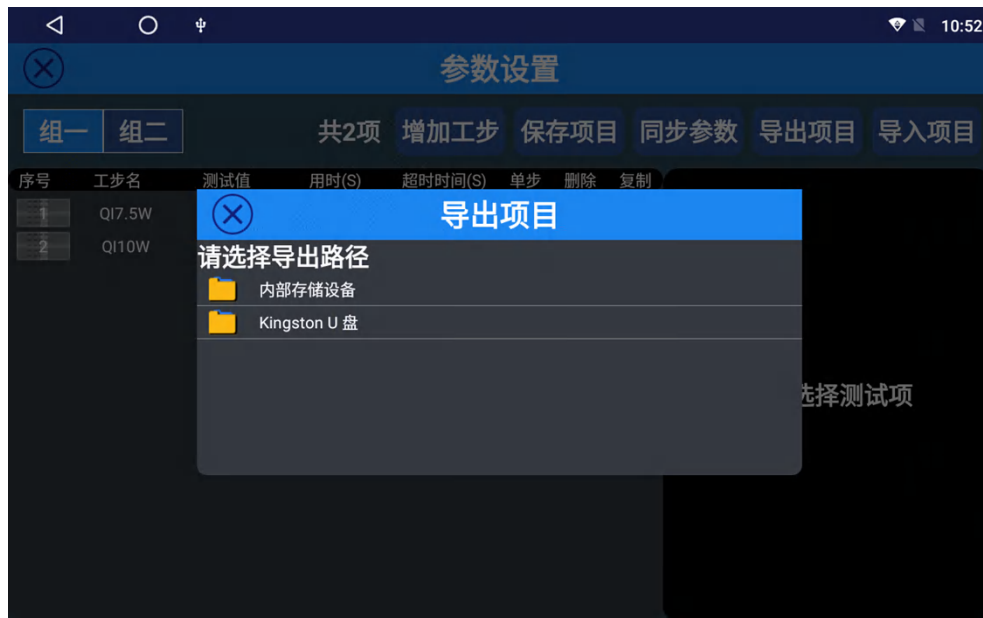 10:52
参数设置
组一 组二 共2项 增加工步 保存项目 同步参数 导出项目 导入项目
序号 工步名 测试值 用时(S) 超时时间(S) 单步 删除 复制
1 QI7.5W
2 QI10W
导出项目
请选择导出路径
内部存储设备
Kingston U 盘
选择测试项